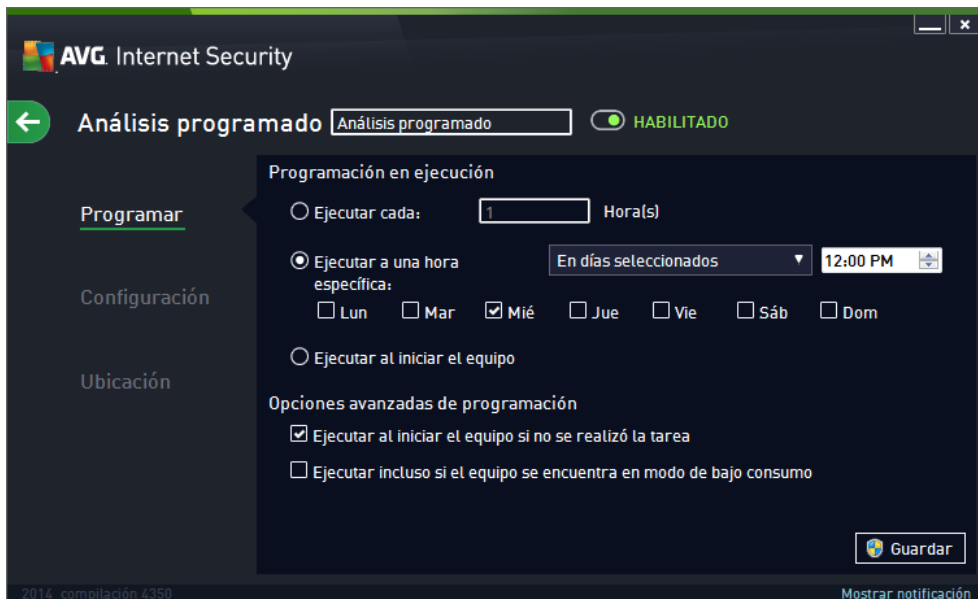 AVG. Internet Security
Análisis programado Análisis programado HABILITADO
Programar
Configuración
Ubicación
Programación en ejecución
Ejecutar cada: 1 Hora(s)
Ejecutar a una hora específica: En días seleccionados 12:00 PM
Lun Mar Mié Jue Vie Sáb Dom
Ejecutar al iniciar el equipo
Opciones avanzadas de programación
Ejecutar al iniciar el equipo si no se realizó la tarea
Ejecutar incluso si el equipo se encuentra en modo de bajo consumo
Guardar
2014 compilación 4350 Mostrar notificación